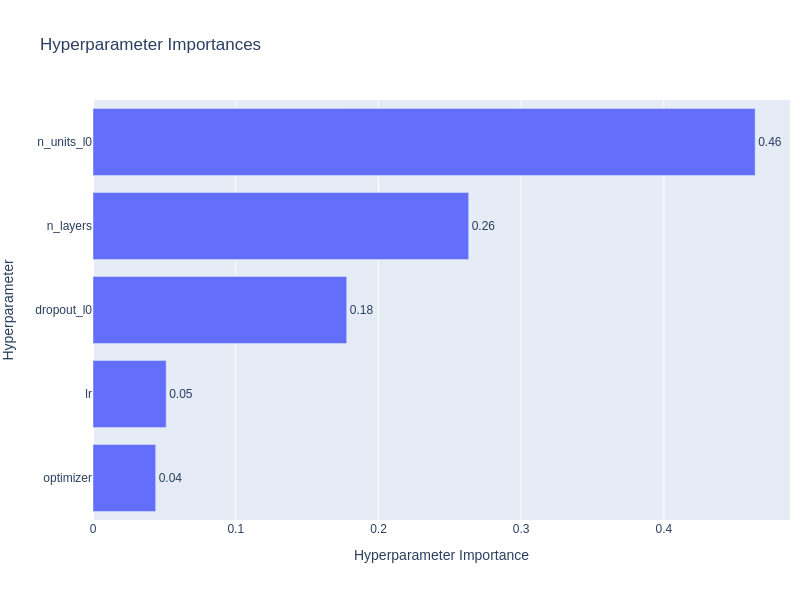 Hyperparameter Importances
n_units_l0
0.46
n_layers
0.26
dropout_l0
0.18
lr
0.05
optimizer
0.04
Hyperparameter
0
0.1
0.2
0.3
0.4
Hyperparameter Importance